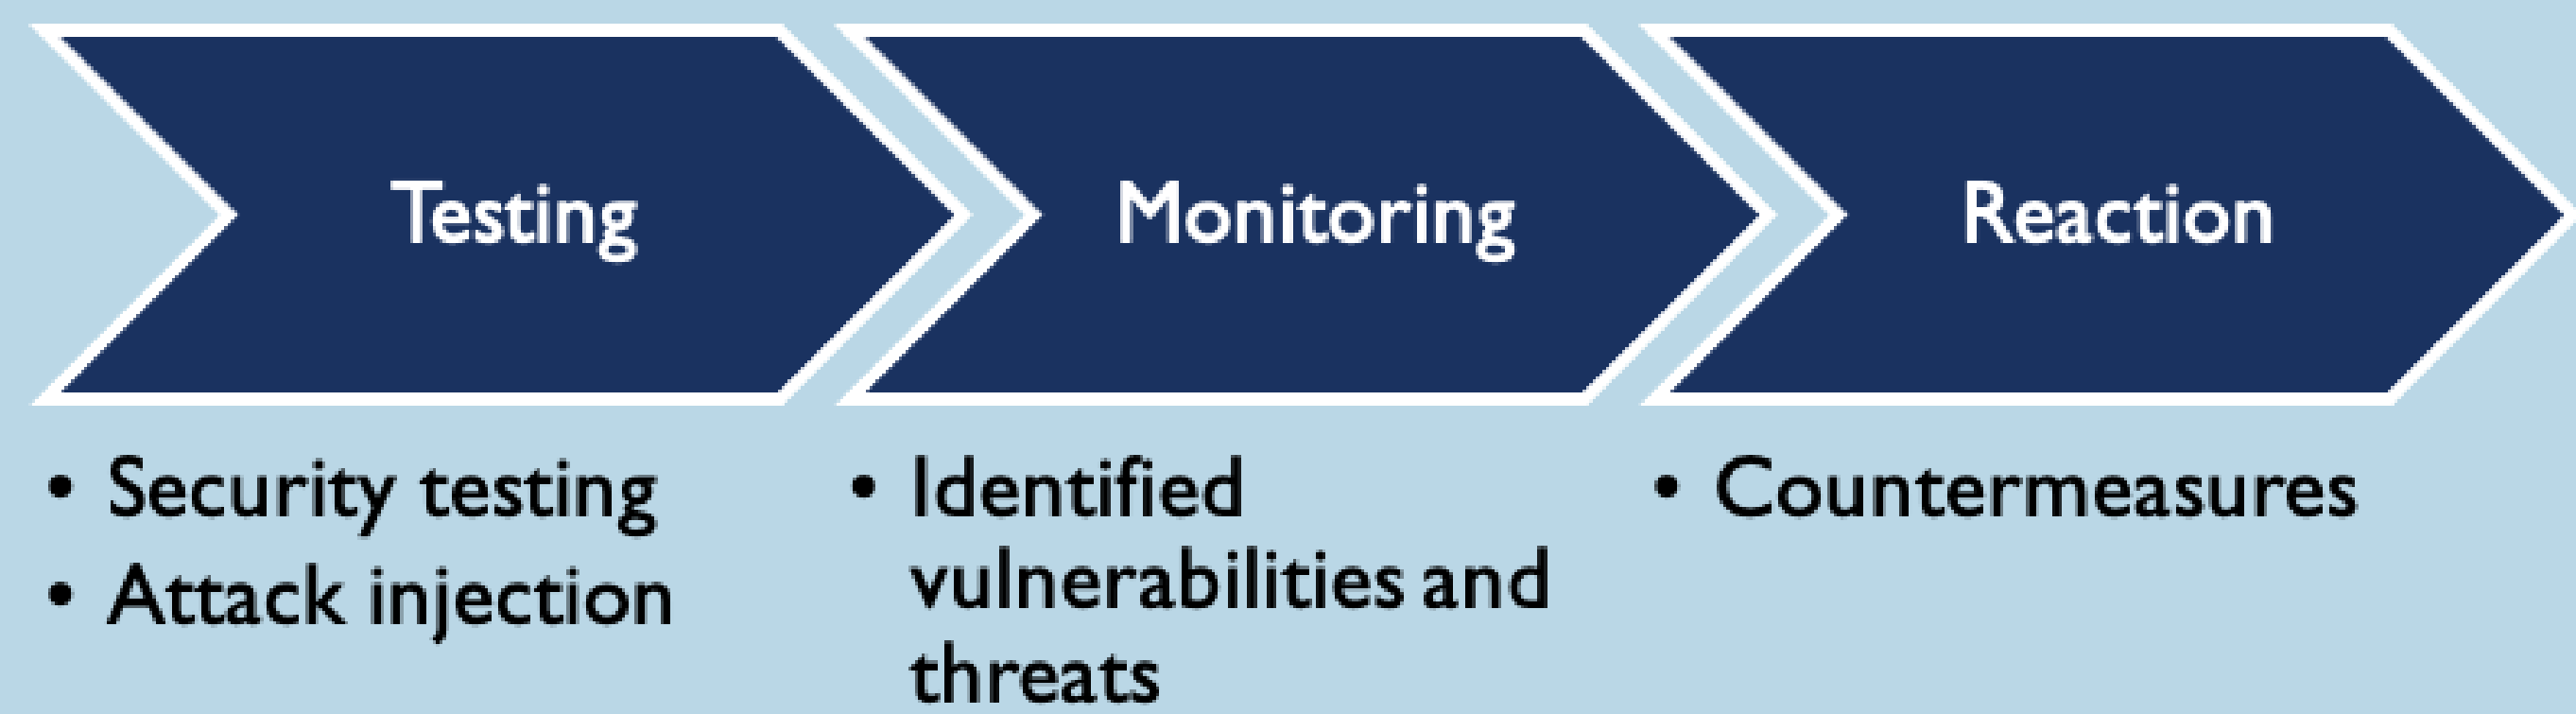 Testing
Monitoring
Reaction
• Security testing
• Attack injection
• Identified
vulnerabilities and
threats
• Countermeasures